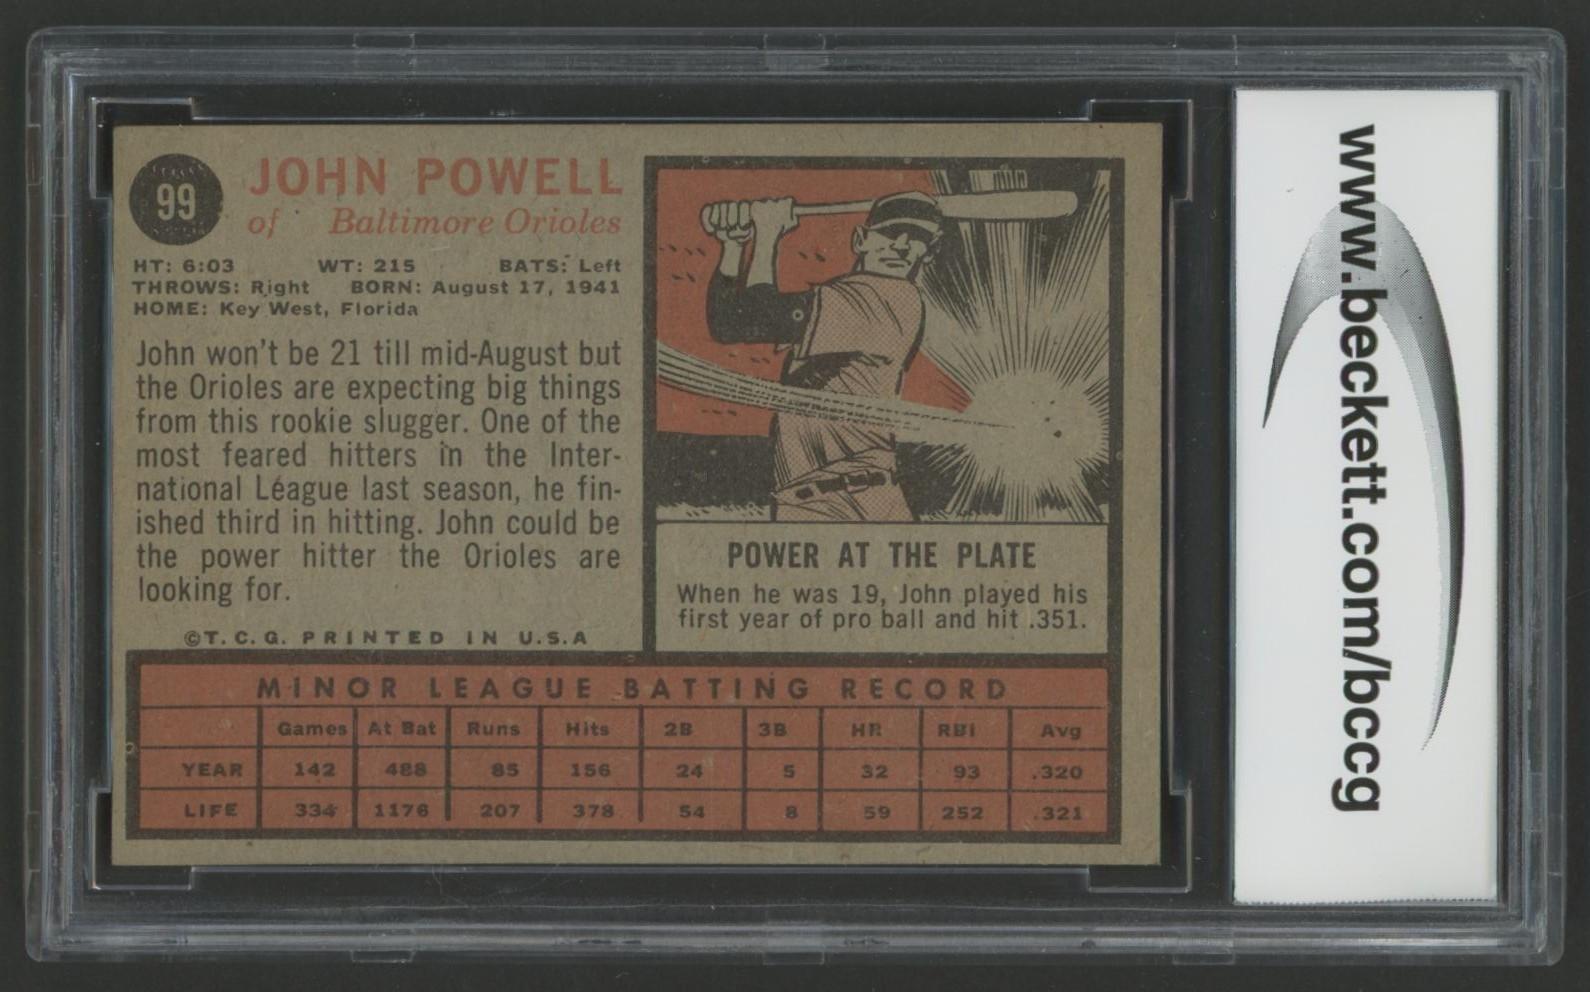 99
JOHN POWELL
of Baltimore Orioles
HT: 6:03 WT: 215 BATS: Left
THROWS: Right BORN: August 17, 1941
HOME: Key West, Florida
John won't be 21 till mid-August but
the Orioles are expecting big things
from this rookie slugger. One of the
most feared hitters in the Inter-
national League last season, he fin-
ished third in hitting. John could be
the power hitter the Orioles are
looking for.
©T. C. G. PRINTED IN U.S.A
POWER AT THE PLATE
When he was 19, John played his
first year of pro ball and hit .351.
MINOR LEAGUE BATTING RECORD
Games At Bat Runs Hits 2B 3B HR RBI Avg
YEAR 142 488 85 156 24 5 32 93 .320
LIFE 334 1176 207 378 54 8 59 252 .321
www.beckett.com/bccg